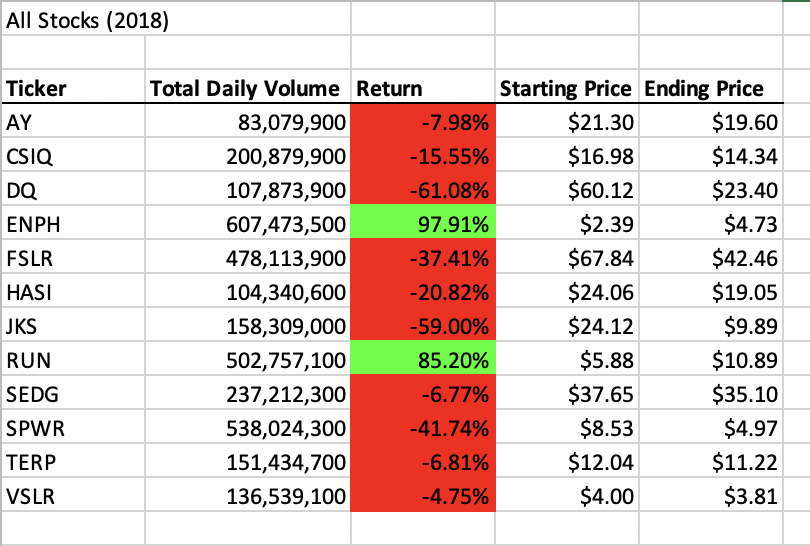 All Stocks (2018)
Ticker Total Daily Volume Return Starting Price Ending Price
AY 83,079,900 -7.98% $21.30 $19.60
CSIQ 200,879,900 -15.55% $16.98 $14.34
DQ 107,873,900 -61.08% $60.12 $23.40
ENPH 607,473,500 97.91% $2.39 $4.73
FSLR 478,113,900 -37.41% $67.84 $42.46
HASI 104,340,600 -20.82% $24.06 $19.05
JKS 158,309,000 -59.00% $24.12 $9.89
RUN 502,757,100 85.20% $5.88 $10.89
SEDG 237,212,300 -6.77% $37.65 $35.10
SPWR 538,024,300 -41.74% $8.53 $4.97
TERP 151,434,700 -6.81% $12.04 $11.22
VSLR 136,539,100 -4.75% $4.00 $3.81